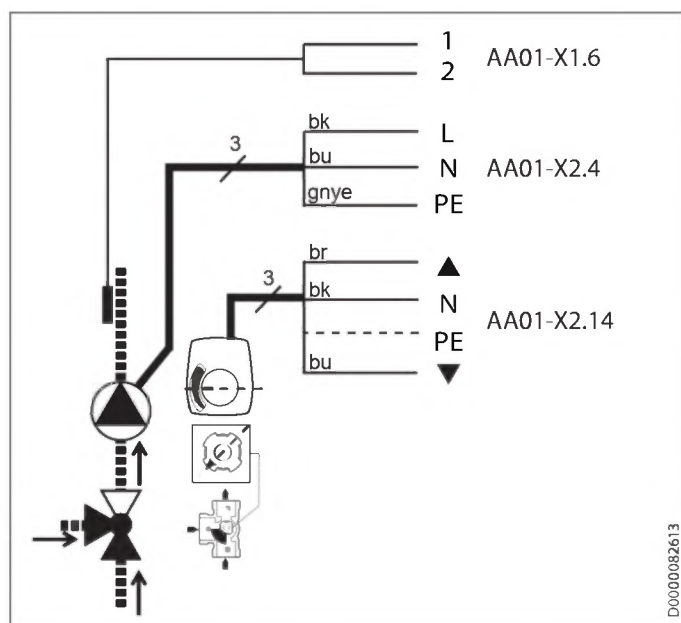 1
2 AA01-X1.6
3 bk L
bu N AA01-X2.4
gnye PE
br ▲
3 bk N
PE AA01-X2.14
bu ▼
D0000082613